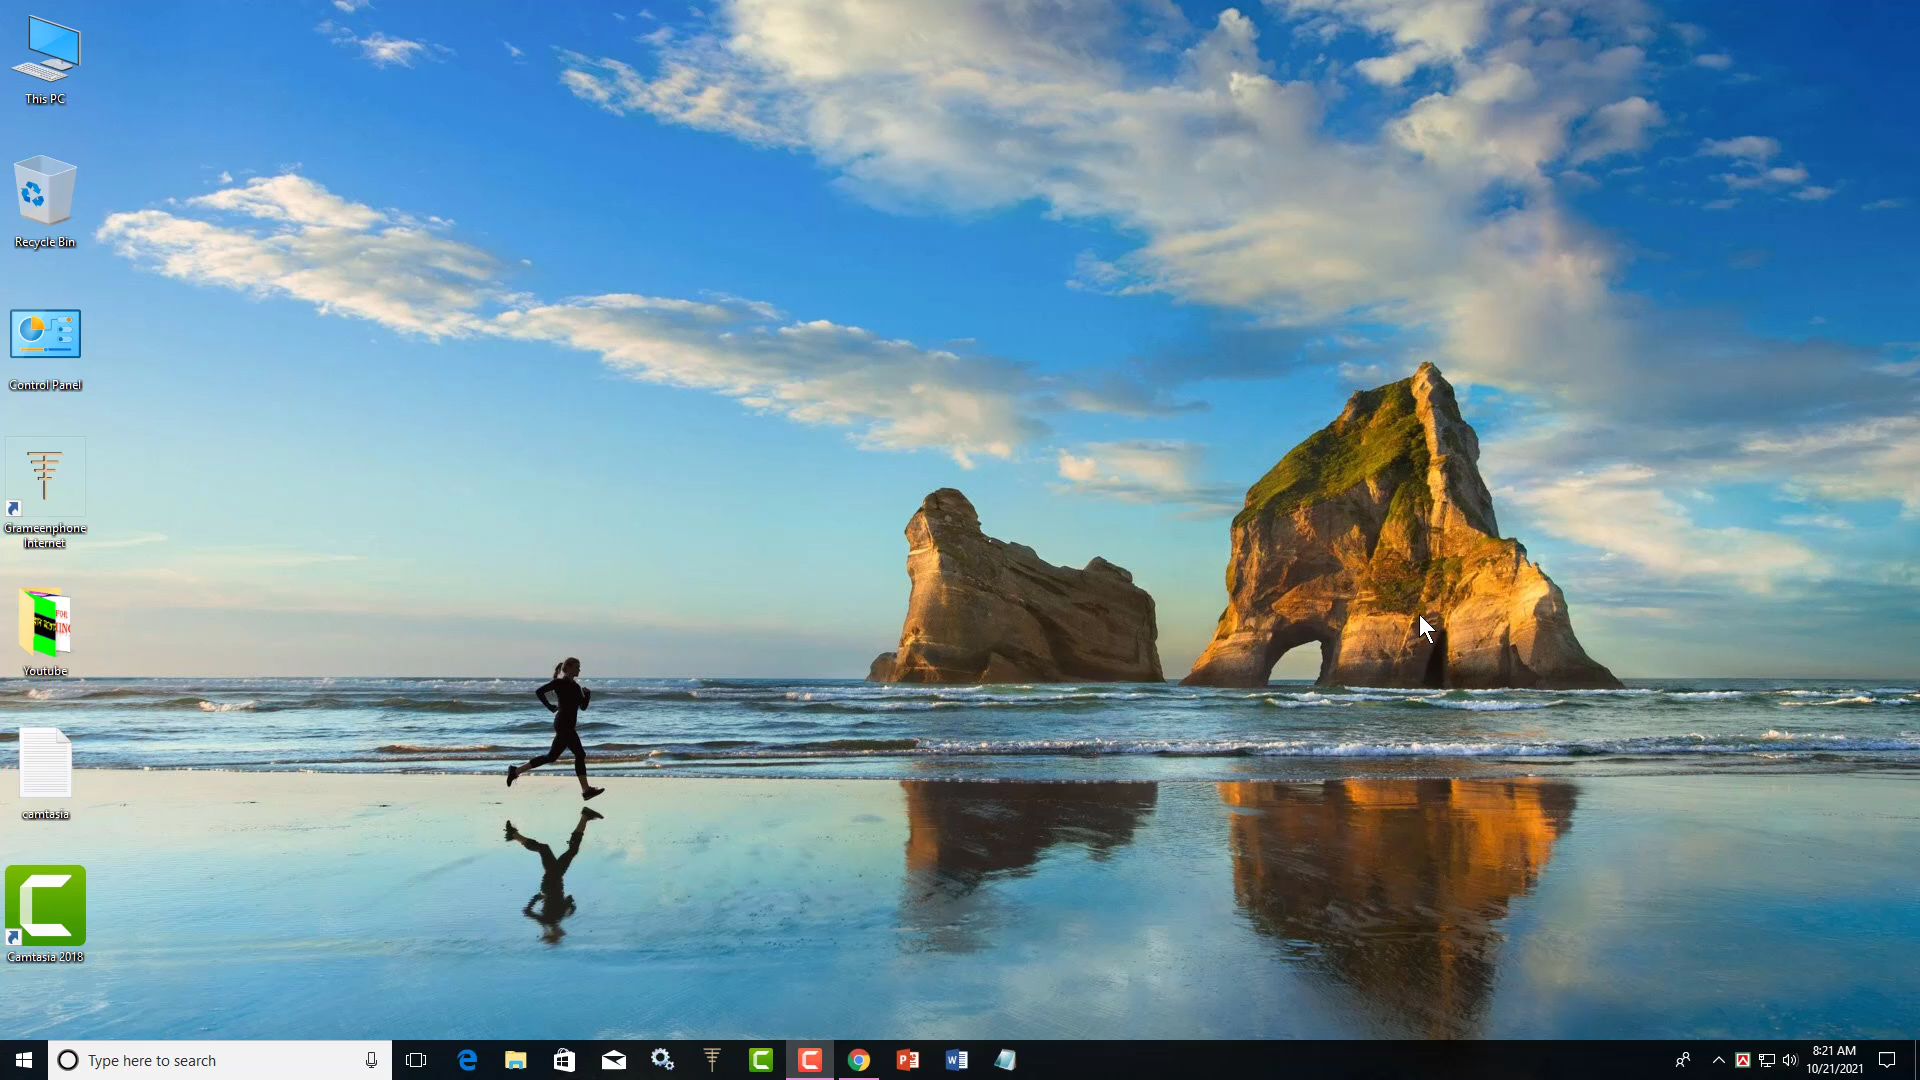 This PC
Recycle Bin
Control Panel
Grameenphone
Internet
Youtube
camtasia
Camtasia 2018
Type here to search
8:21 AM
10/21/2021